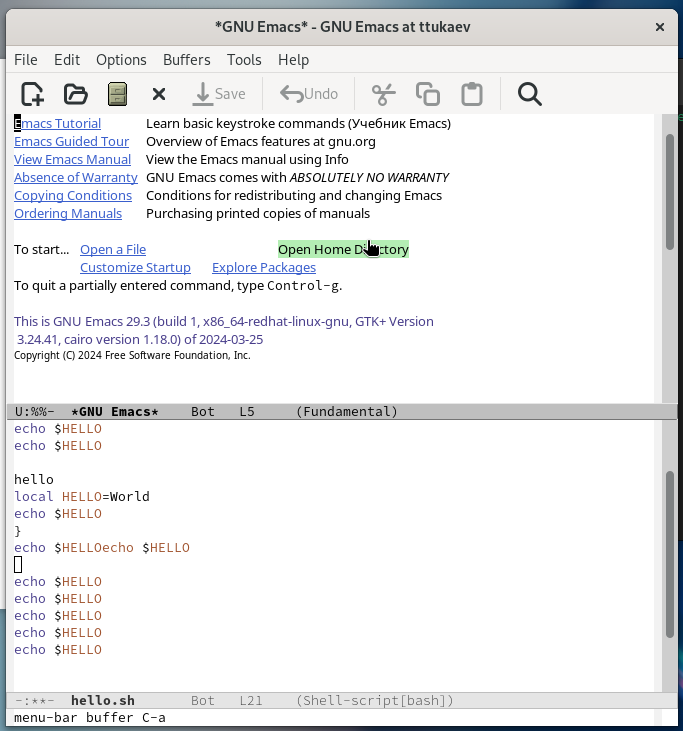 *GNU Emacs* - GNU Emacs at ttukaev
File Edit Options Buffers Tools Help
Save Undo
Emacs Tutorial Learn basic keystroke commands (Учебник Emacs)
Emacs Guided Tour Overview of Emacs features at gnu.org
View Emacs Manual View the Emacs manual using Info
Absence of Warranty GNU Emacs comes with ABSOLUTELY NO WARRANTY
Copying Conditions Conditions for redistributing and changing Emacs
Ordering Manuals Purchasing printed copies of manuals
To start... Open a File Open Home Directory
Customize Startup Explore Packages
To quit a partially entered command, type Control-g.
This is GNU Emacs 29.3 (build 1, x86_64-redhat-linux-gnu, GTK+ Version
3.24.41, cairo version 1.18.0) of 2024-03-25
Copyright (C) 2024 Free Software Foundation, Inc.
U:%%- *GNU Emacs* Bot L5 (Fundamental)
echo $HELLO
echo $HELLO
hello
local HELLO=World
echo $HELLO
}
echo $HELLOecho $HELLO
echo $HELLO
echo $HELLO
echo $HELLO
echo $HELLO
echo $HELLO
-:**- hello.sh Bot L21 (Shell-script[bash])
menu-bar buffer C-a